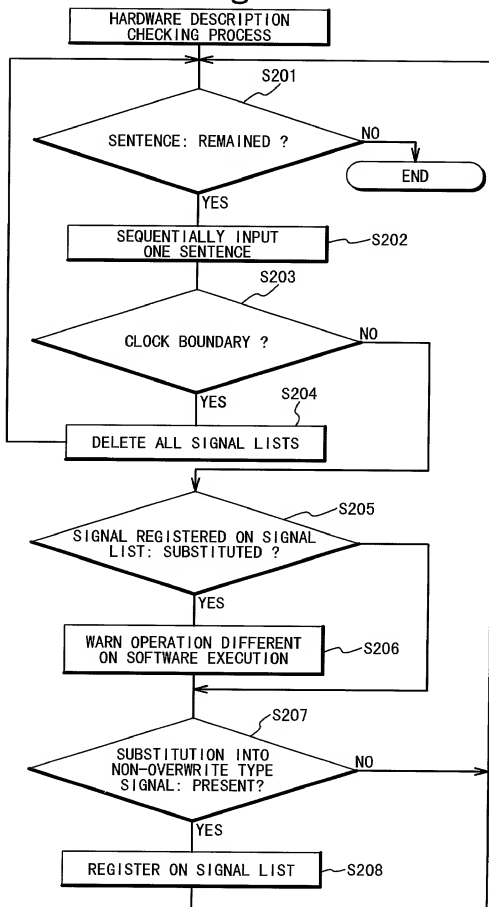 HARDWARE DESCRIPTION
CHECKING PROCESS
S201
SENTENCE: REMAINED ?
NO
END
YES
SEQUENTIALLY INPUT
ONE SENTENCE
S202
S203
CLOCK BOUNDARY ?
NO
YES
S204
DELETE ALL SIGNAL LISTS
S205
SIGNAL REGISTERED ON SIGNAL
LIST: SUBSTITUTED ?
YES
WARN OPERATION DIFFERENT
ON SOFTWARE EXECUTION
S206
S207
SUBSTITUTION INTO
NON-OVERWRITE TYPE
SIGNAL: PRESENT?
NO
YES
REGISTER ON SIGNAL LIST
S208